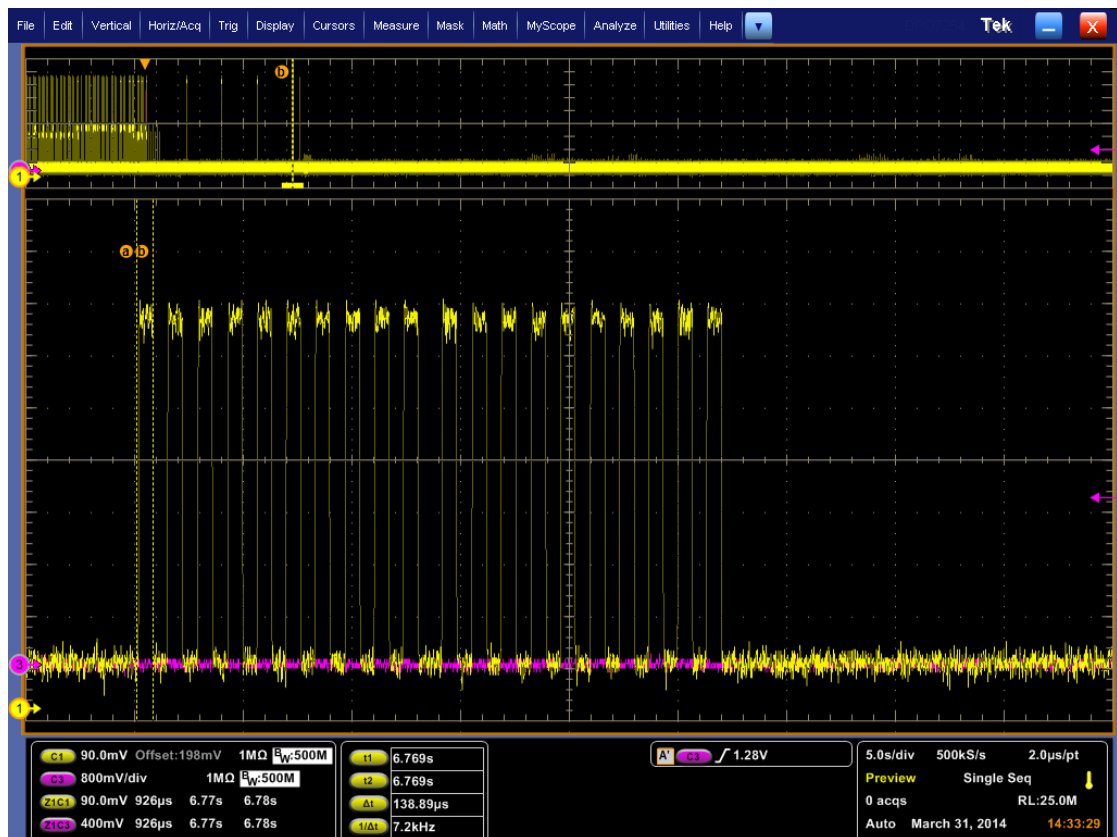 File Edit Vertical Horiz/Acq Trig Display Cursors Measure Mask Math MyScope Analyze Utilities Help Tek X
b
1
a b
3
1
C1 90.0mV Offset:198mV 1MΩ BW:500M
C3 800mV/div 1MΩ BW:500M
Z1C1 90.0mV 926µs 6.77s 6.78s
Z1C3 400mV 926µs 6.77s 6.78s
t1 6.769s
t2 6.769s
Δt 138.89µs
1/Δt 7.2kHz
A' C3 1.28V
5.0s/div 500kS/s 2.0µs/pt
Preview Single Seq
0 acqs RL:25.0M
Auto March 31, 2014 14:33:29